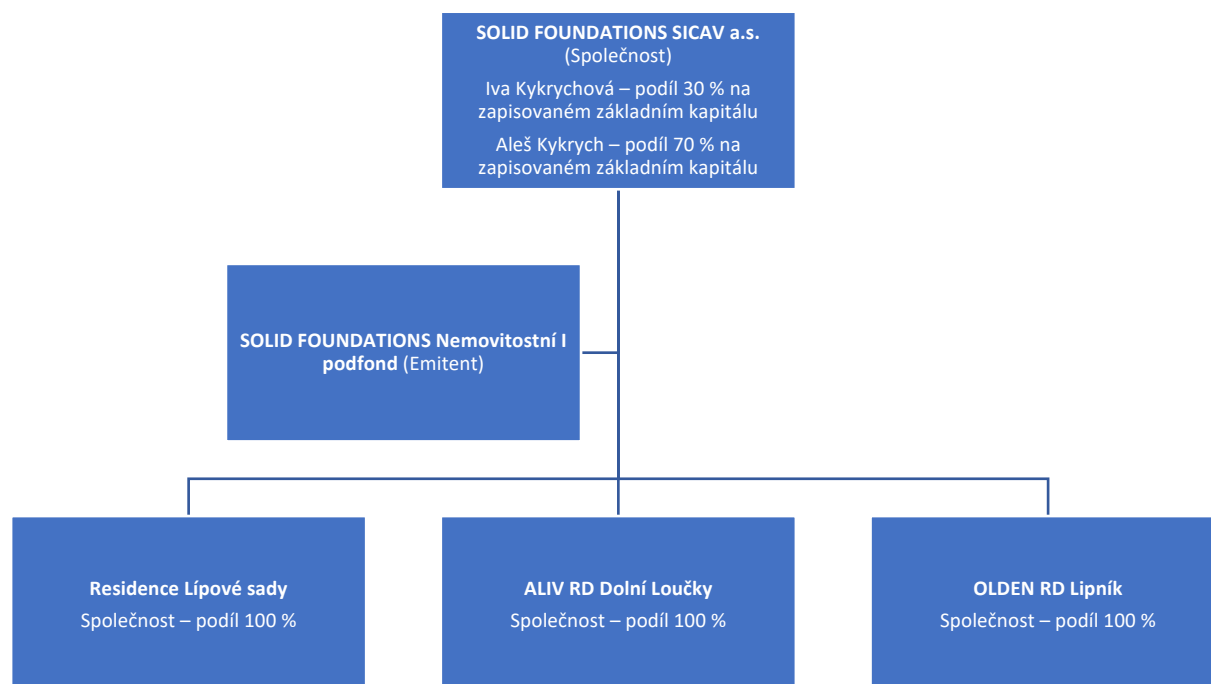 SOLID FOUNDATIONS SICAV a.s.
(Společnost)
Iva Kykrychová – podíl 30 % na
zapisovaném základním kapitálu
Aleš Kykrych – podíl 70 % na
zapisovaném základním kapitálu
SOLID FOUNDATIONS Nemovitostní I
podfond (Emitent)
Residence Lípové sady
Společnost – podíl 100 %
ALIV RD Dolní Loučky
Společnost – podíl 100 %
OLDEN RD Lipník
Společnost – podíl 100 %